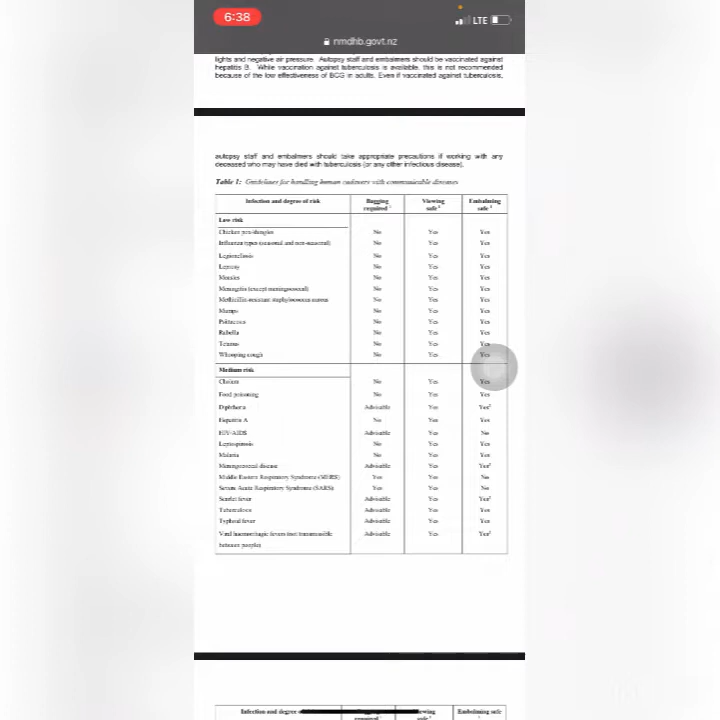 6:38
LTE
nmdhb.govt.nz
lights and negative air pressure. Autopsy staff and embalmers should be vaccinated against
hepatitis B. While vaccination against tuberculosis is available, this is not recommended
because of the low effectiveness of BCG in adults. Even if vaccinated against tuberculosis,
autopsy staff and embalmers should take appropriate precautions if working with any
deceased who may have died with tuberculosis (or any other infectious disease).
Table 1: Guidelines for handling human cadavers with communicable diseases
Infection and degree of risk Bagging required Viewing safe Embalming safe
Low risk
Chicken pox/shingles No Yes Yes
Influenza types (seasonal and non-seasonal) No Yes Yes
Legionellosis No Yes Yes
Leprosy No Yes Yes
Measles No Yes Yes
Meningitis (except meningococcal) No Yes Yes
Methicillin-resistant staphylococcus aureus No Yes Yes
Mumps No Yes Yes
Psittacosis No Yes Yes
Rubella No Yes Yes
Tetanus No Yes Yes
Whooping cough No Yes Yes
Medium risk
Cholera No Yes Yes
Food poisoning No Yes Yes
Diphtheria Advisable Yes Yes
Hepatitis A No Yes Yes
HIV/AIDS Advisable Yes No
Leptospirosis No Yes Yes
Malaria No Yes Yes
Meningococcal disease Advisable Yes Yes
Middle Eastern Respiratory Syndrome (MERS) Yes Yes No
Severe Acute Respiratory Syndrome (SARS) Yes Yes No
Scarlet fever Advisable Yes Yes
Tuberculosis Advisable Yes Yes
Typhoid fever Advisable Yes Yes
Viral haemorrhagic fevers (not transmissible Advisable Yes Yes
between people)
Infection and degree Embalming safe